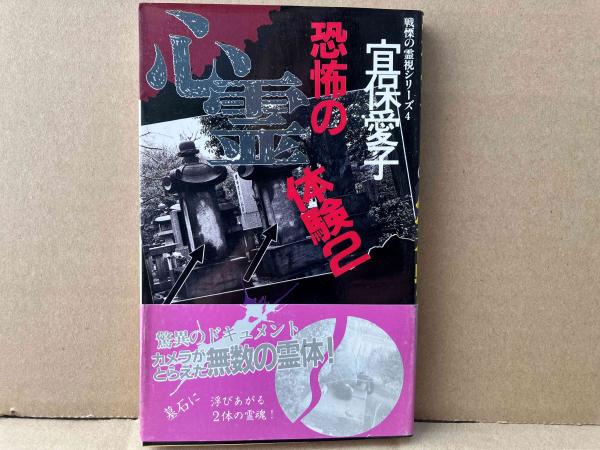 戦慄の霊視シリーズ4
宜保愛子
恐怖の
心霊
体験2
驚異のドキュメント
カメラが
とらえた無数の霊体!
墓石に
浮びあがる
2体の霊魂!